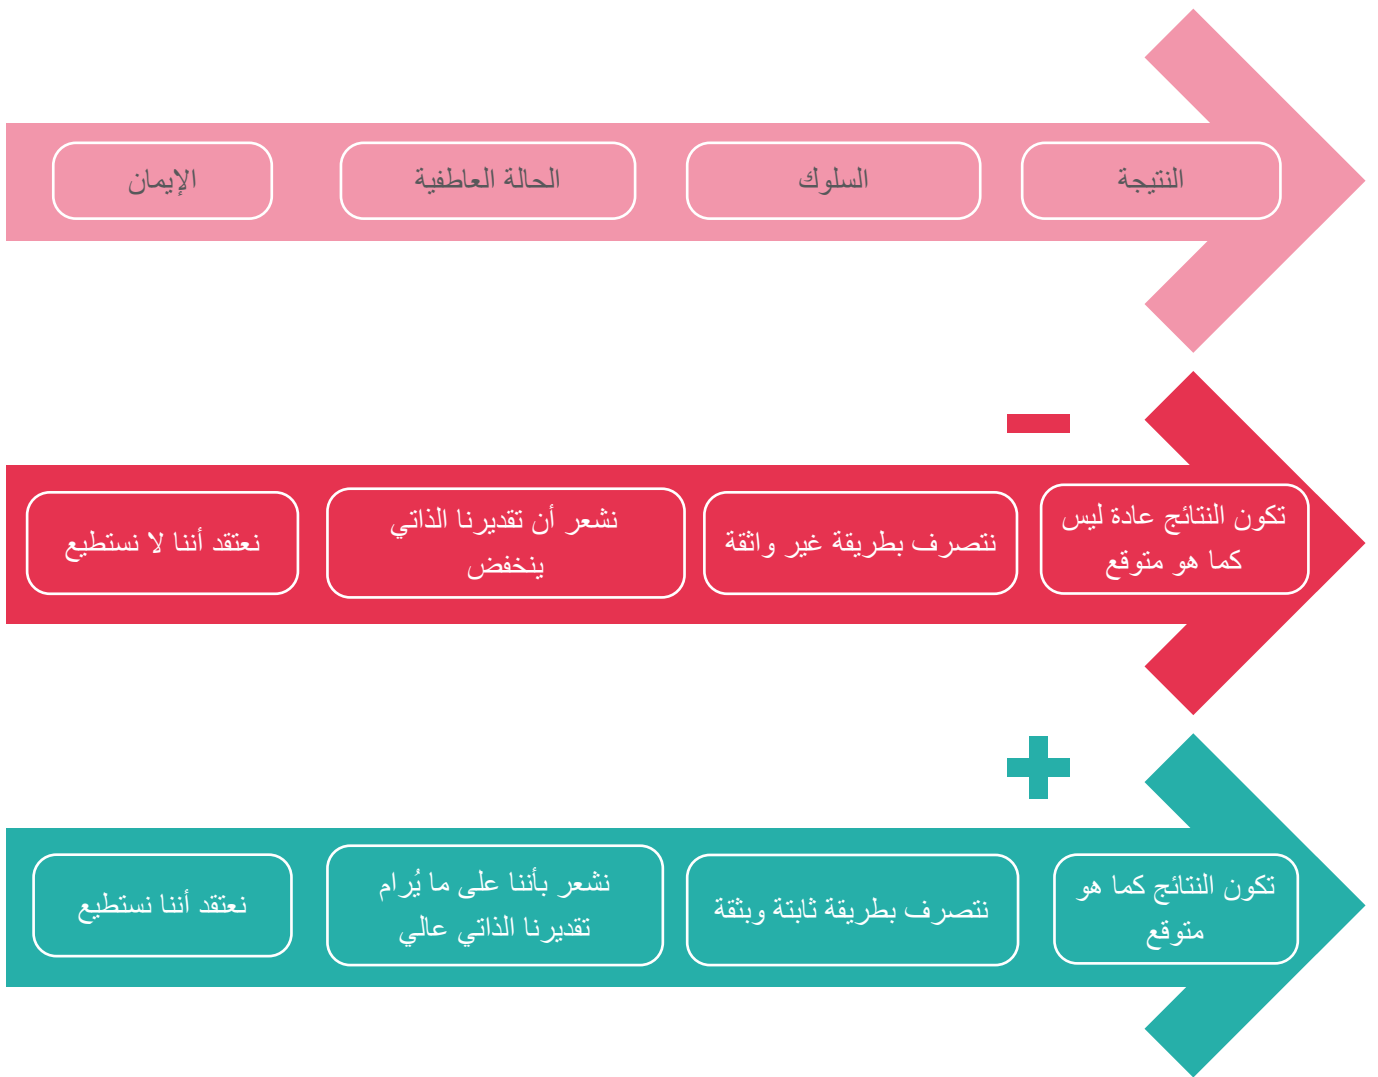 الإيمان
الحالة العاطفية
السلوك
النتيجة
نعتقد أننا لا نستطيع
نشعر أن تقديرنا الذاتي
ينخفض
نتصرف بطريقة غير واثقة
تكون النتائج عادة ليس
كما هو متوقع
نعتقد أننا نستطيع
نشعر بأننا على ما يُرام
تقديرنا الذاتي عالي
نتصرف بطريقة ثابتة وبثقة
تكون النتائج كما هو
متوقع